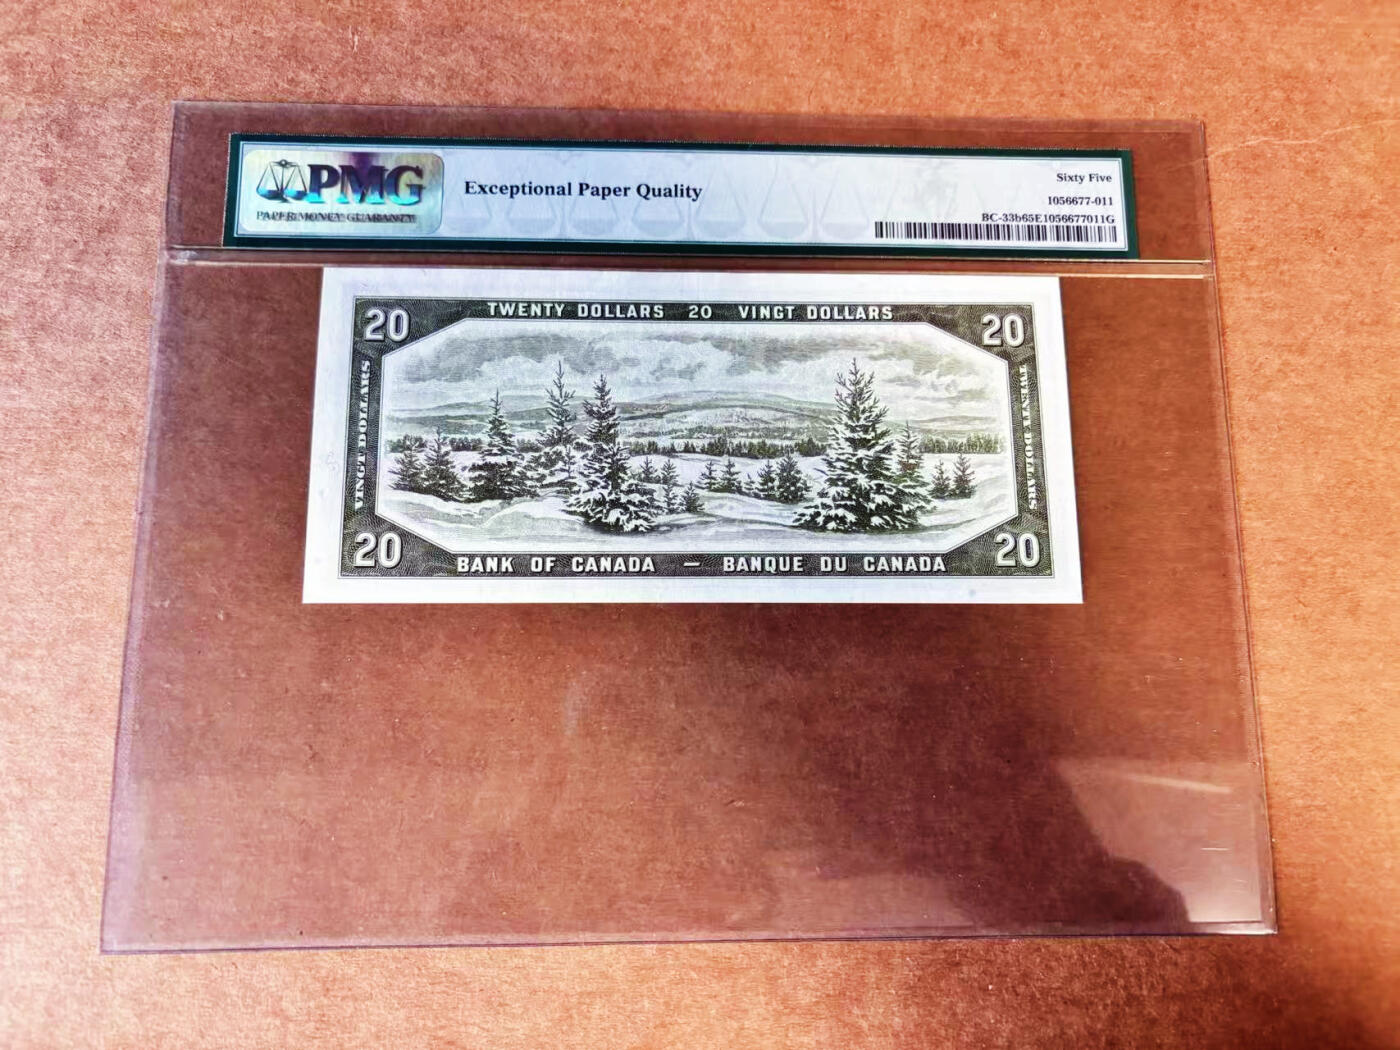 PMG
PAPER MONEY GUARANTY
Exceptional Paper Quality
Sixty Five
1056677-011
BC-33b65E1056677011G
TWENTY DOLLARS 20 VINGT DOLLARS
20
20
VINGT DOLLARS
TWENTY DOLLARS
20
20
BANK OF CANADA — BANQUE DU CANADA